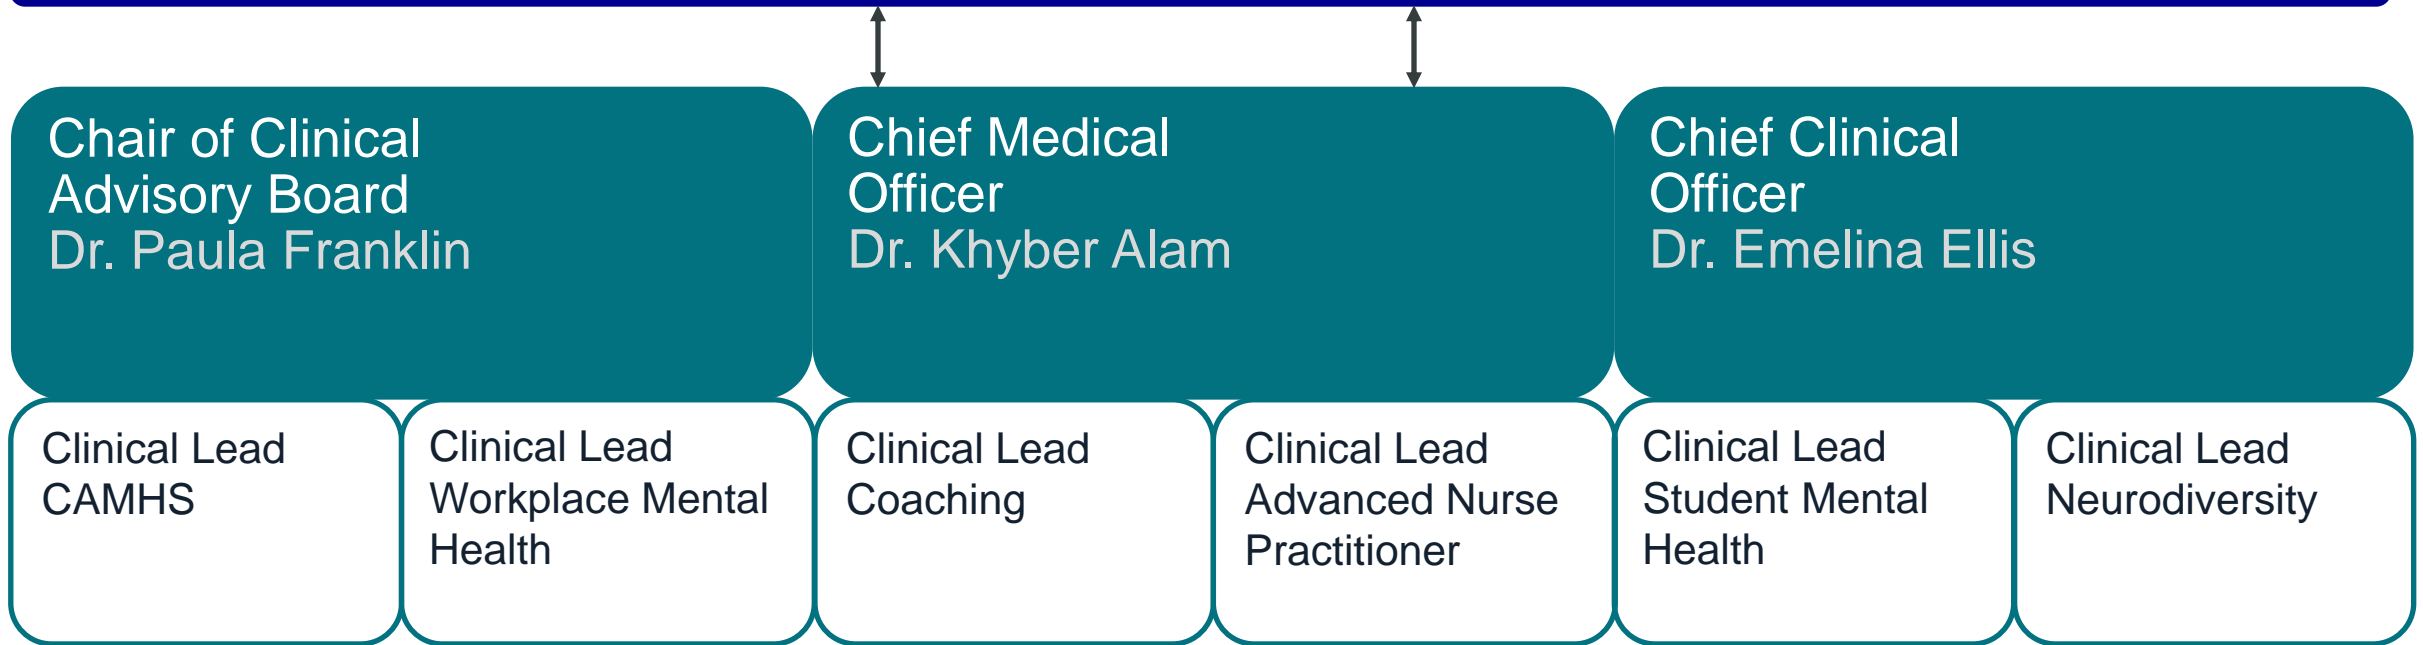 Chair of Clinical
Advisory Board
Dr. Paula Franklin
Chief Medical
Officer
Dr. Khyber Alam
Chief Clinical
Officer
Dr. Emelina Ellis
Clinical Lead
CAMHS
Clinical Lead
Workplace Mental
Health
Clinical Lead
Coaching
Clinical Lead
Advanced Nurse
Practitioner
Clinical Lead
Student Mental
Health
Clinical Lead
Neurodiversity